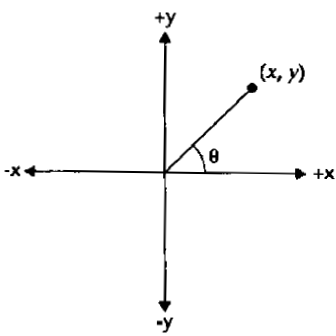 +y
(x, y)
θ
-x
+x
-y